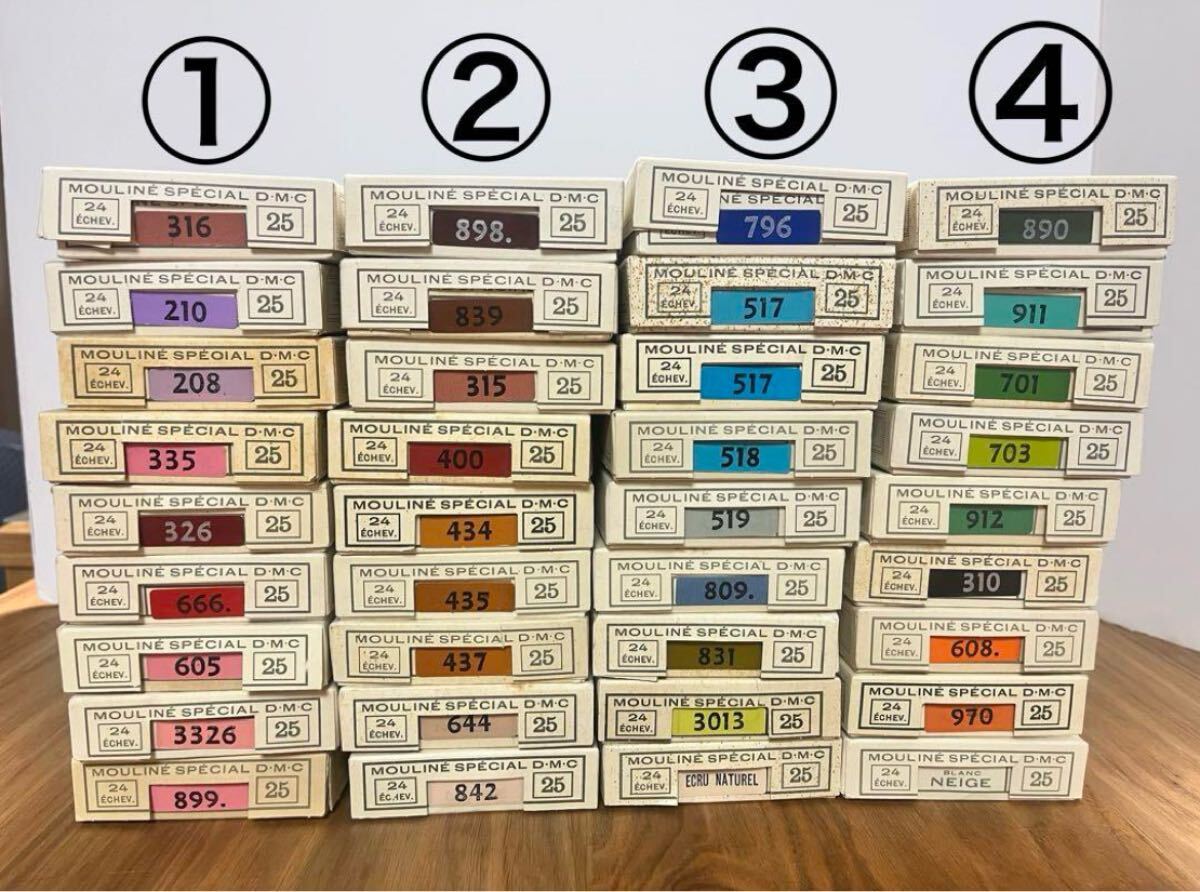 ① ② ③ ④
MOULINÉ SPÉCIAL D·M·C
24 ÉCHEV. 316 25
MOULINÉ SPÉCIAL D·M·C
24 ÉCHEV. 210 25
MOULINÉ SPÉCIAL D·M·C
24 ÉCHEV. 208 25
MOULINÉ SPÉCIAL D·M·C
24 ÉCHEV. 335 25
MOULINÉ SPÉCIAL D·M·C
24 ÉCHEV. 326 25
MOULINÉ SPÉCIAL D·M·C
24 ÉCHEV. 666. 25
MOULINÉ SPÉCIAL D·M·C
24 ÉCHEV. 605 25
MOULINÉ SPÉCIAL D·M·C
24 ÉCHEV. 3326 25
MOULINÉ SPÉCIAL D·M·C
24 ÉCHEV. 899. 25
MOULINÉ SPÉCIAL D·M·C
24 ÉCHEV. 898. 25
MOULINÉ SPÉCIAL D·M·C
24 ÉCHEV. 839 25
MOULINÉ SPÉCIAL D·M·C
24 ÉCHEV. 315 25
MOULINÉ SPÉCIAL D·M·C
24 ÉCHEV. 400 25
MOULINÉ SPÉCIAL D·M·C
24 ÉCHEV. 434 25
MOULINÉ SPÉCIAL D·M·C
24 ÉCHEV. 435 25
MOULINÉ SPÉCIAL D·M·C
24 ÉCHEV. 437 25
MOULINÉ SPÉCIAL D·M·C
24 ÉCHEV. 644 25
MOULINÉ SPÉCIAL D·M·C
24 ÉCHEV. 842 25
MOULINÉ SPÉCIAL D·M·C
NÉ SPÉCIAL
24 ÉCHEV. 796 25
MOULINÉ SPÉCIAL D·M·C
24 ÉCHEV. 517 25
MOULINÉ SPÉCIAL D·M·C
24 ÉCHEV. 517 25
MOULINÉ SPÉCIAL D·M·C
24 ÉCHEV. 518 25
MOULINÉ SPÉCIAL D·M·C
24 ÉCHEV. 519 25
MOULINÉ SPÉCIAL D·M·C
24 ÉCHEV. 809. 25
MOULINÉ SPÉCIAL D·M·C
24 ÉCHEV. 831 25
MOULINÉ SPÉCIAL D·M·C
24 ÉCHEV. 3013 25
MOULINÉ SPÉCIAL D·M·C
24 ÉCHEV. ECRU NATUREL 25
MOULINÉ SPÉCIAL D·M·C
24 ÉCHEV. 890 25
MOULINÉ SPÉCIAL D·M·C
24 ÉCHEV. 911 25
MOULINÉ SPÉCIAL D·M·C
24 ÉCHEV. 701 25
MOULINÉ SPÉCIAL D·M·C
24 ÉCHEV. 703 25
MOULINÉ SPÉCIAL D·M·C
24 ÉCHEV. 912 25
MOULINÉ SPÉCIAL D·M·C
24 ÉCHEV. 310 25
MOULINÉ SPÉCIAL D·M·C
24 ÉCHEV. 608. 25
MOULINÉ SPÉCIAL D·M·C
24 ÉCHEV. 970 25
MOULINÉ SPÉCIAL D·M·C
BLANC
24 ÉCHEV. NEIGE 25